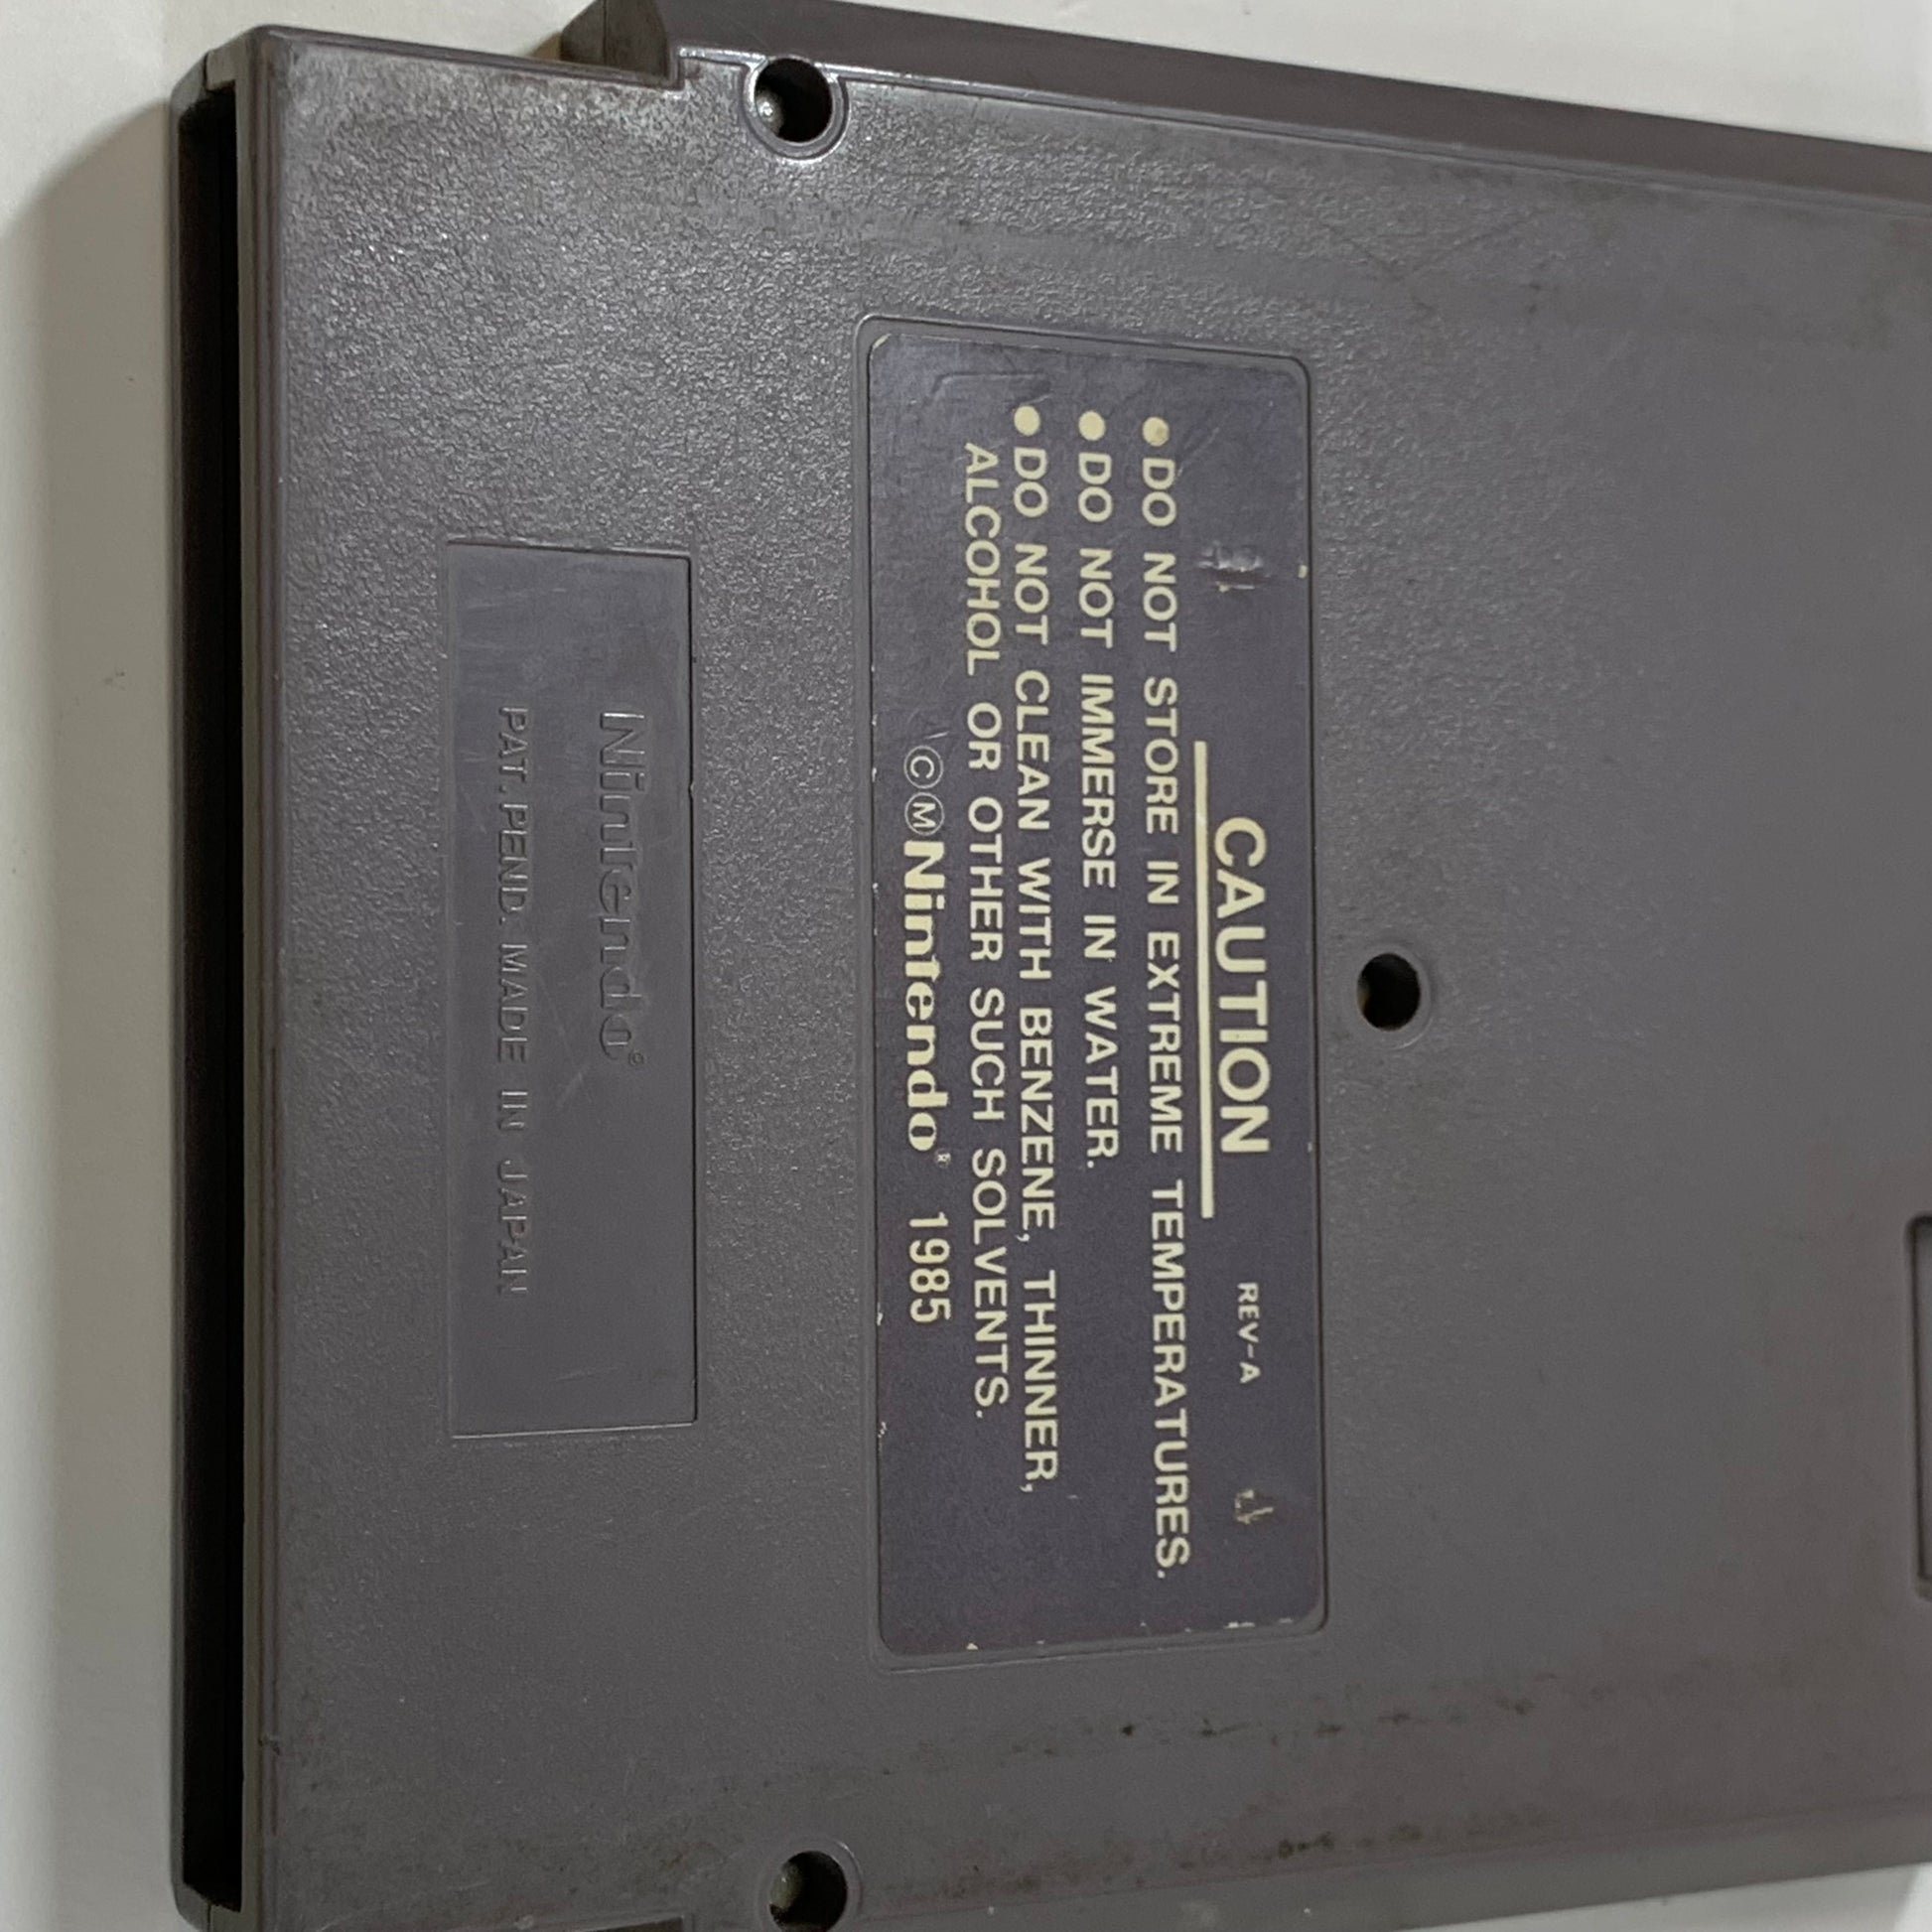 CAUTION REV-A
●DO NOT STORE IN EXTREME TEMPERATURES.
●DO NOT IMMERSE IN WATER.
●DO NOT CLEAN WITH BENZENE, THINNER,
ALCOHOL OR OTHER SUCH SOLVENTS.
ⒸⓂNintendo® 1985
Nintendo®
PAT.PEND. MADE IN JAPAN